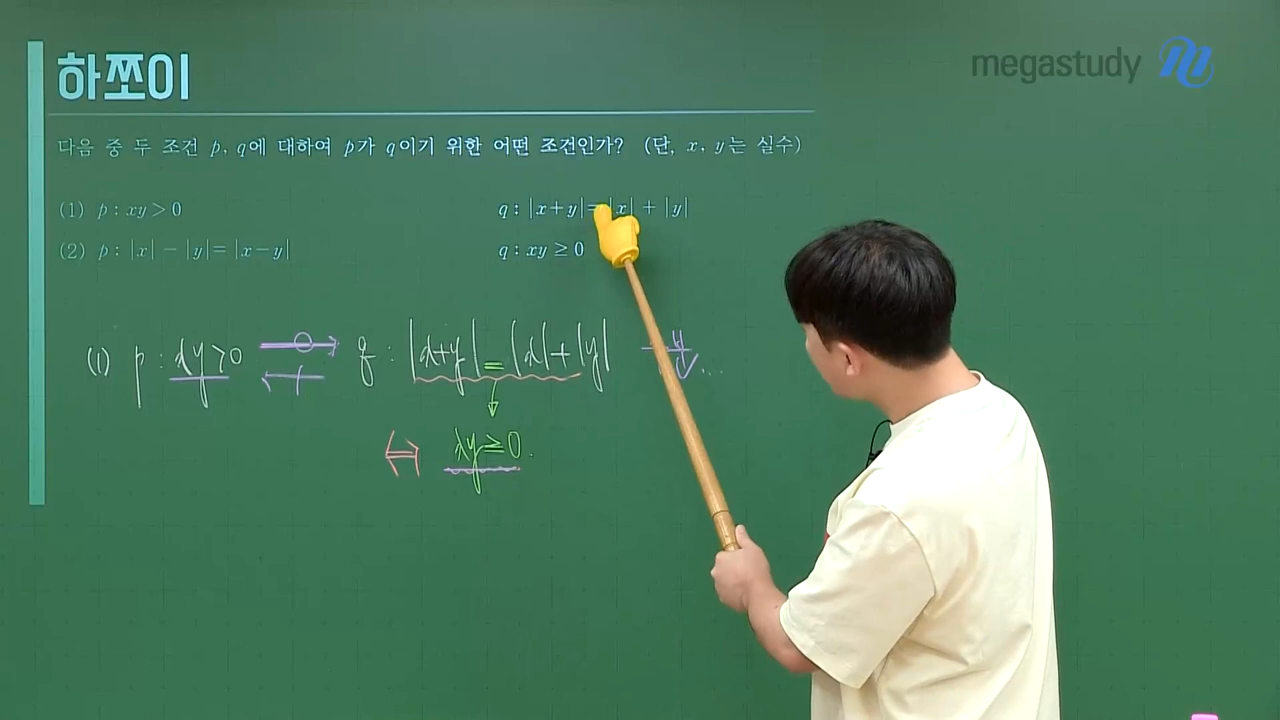 하쪼이
megastudy
다음 중 두 조건 p, q에 대하여 p가 q이기 위한 어떤 조건인가? (단, x, y는 실수)
(1) p : xy > 0 q : |x+y|=|x| + |y|
(2) p : |x| - |y|= |x-y| q : xy ≥ 0
(1) p : xy>0 q : |x+y| = |x|+|y|
⇔ xy≥0.